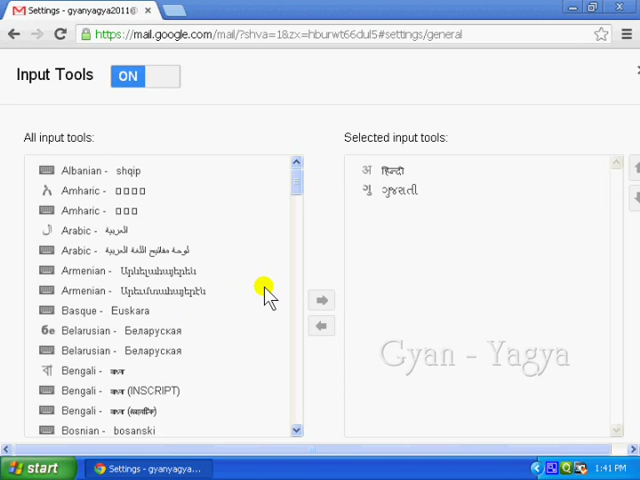 Settings - gyanyagya2011@
https://mail.google.com/mail/?shva=1&zx=hburwt66dul5#settings/general
Input Tools ON
All input tools:
Selected input tools:
Albanian - shqip
Amharic - □□□□
Amharic - □□□
Arabic - العربية
Arabic - لوحة مفاتيح اللغة العربية
Armenian - Արևելահայերեն
Armenian - Արեւմտահայերէն
Basque - Euskara
Belarusian - Беларуская
Belarusian - Беларуская
Bengali - বাংলা
Bengali - বাংলা (INSCRIPT)
Bengali - বাংলা
Bosnian - bosanski
अ हिन्दी
ગુ ગુજરાતી
Gyan - Yagya
start
Settings - gyanyagya...
1:41 PM